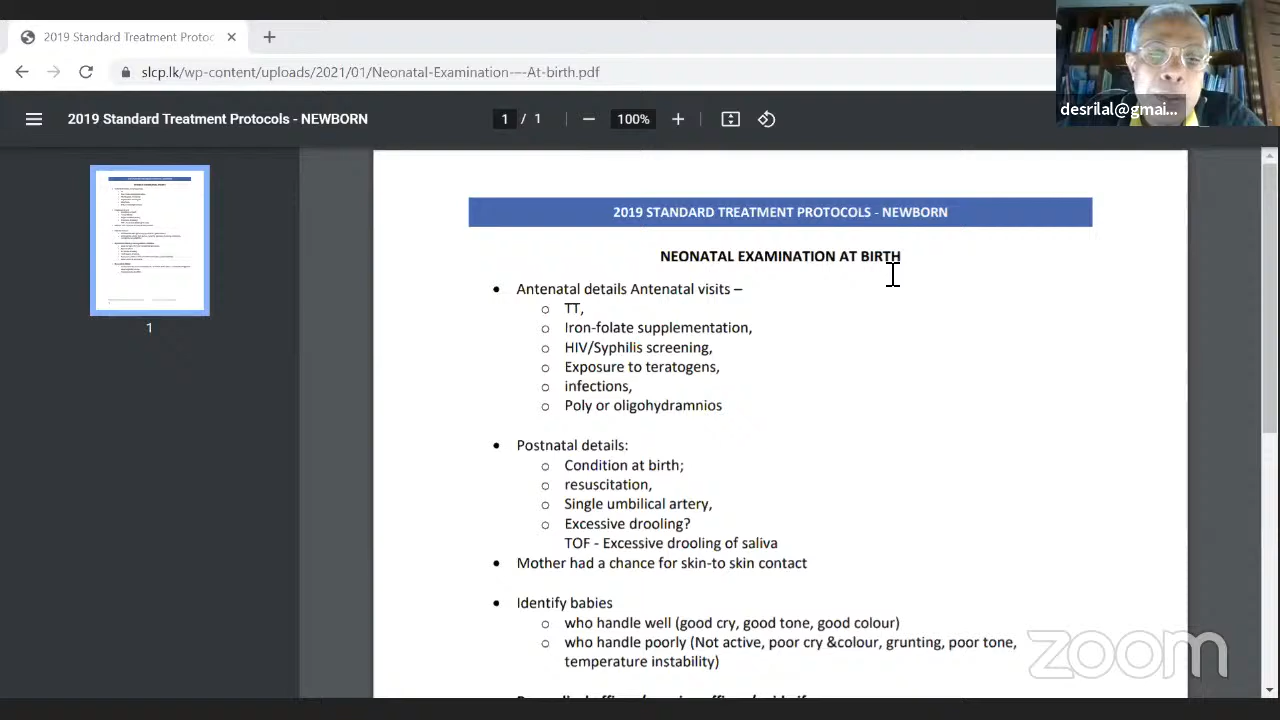 2019 Standard Treatment Protoc
slcp.lk/wp-content/uploads/2021/01/Neonatal-Examination-–-At-birth.pdf
desrilal@gmai...
2019 Standard Treatment Protocols - NEWBORN
1 / 1
100%
2019 STANDARD TREATMENT PROTOCOLS - NEWBORN
NEONATAL EXAMINATION AT BIRTH
• Antenatal details Antenatal visits –
o TT,
o Iron-folate supplementation,
o HIV/Syphilis screening,
o Exposure to teratogens,
o infections,
o Poly or oligohydramnios
• Postnatal details:
o Condition at birth;
o resuscitation,
o Single umbilical artery,
o Excessive drooling?
TOF - Excessive drooling of saliva
• Mother had a chance for skin-to skin contact
• Identify babies
o who handle well (good cry, good tone, good colour)
o who handle poorly (Not active, poor cry &colour, grunting, poor tone,
temperature instability)
1
zoom